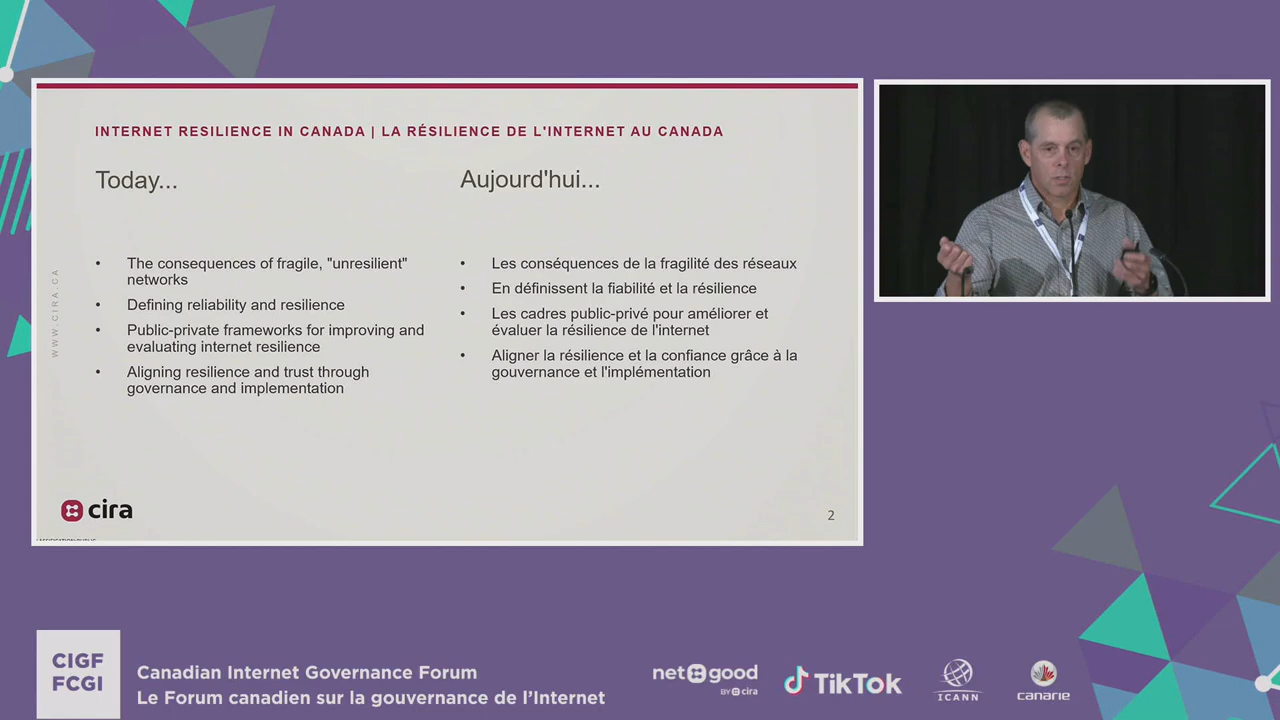 INTERNET RESILIENCE IN CANADA | LA RÉSILIENCE DE L'INTERNET AU CANADA
Today...
The consequences of fragile, "unresilient"
networks
Defining reliability and resilience
Public-private frameworks for improving and
evaluating internet resilience
Aligning resilience and trust through
governance and implementation
Aujourd'hui...
Les conséquences de la fragilité des réseaux
En définissent la fiabilité et la résilience
Les cadres public-privé pour améliorer et
évaluer la résilience de l'internet
Aligner la résilience et la confiance grâce à la
gouvernance et l'implémentation
WWW.CIRA.CA
cira
2
CIGF
FCGI
Canadian Internet Governance Forum
Le Forum canadien sur la gouvernance de l'Internet
net good
BY cira
TikTok
ICANN
canarie